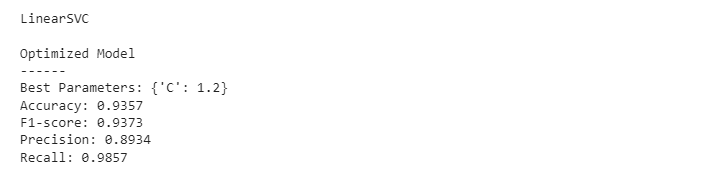 LinearSVC
Optimized Model
------
Best Parameters: {'C': 1.2}
Accuracy: 0.9357
F1-score: 0.9373
Precision: 0.8934
Recall: 0.9857